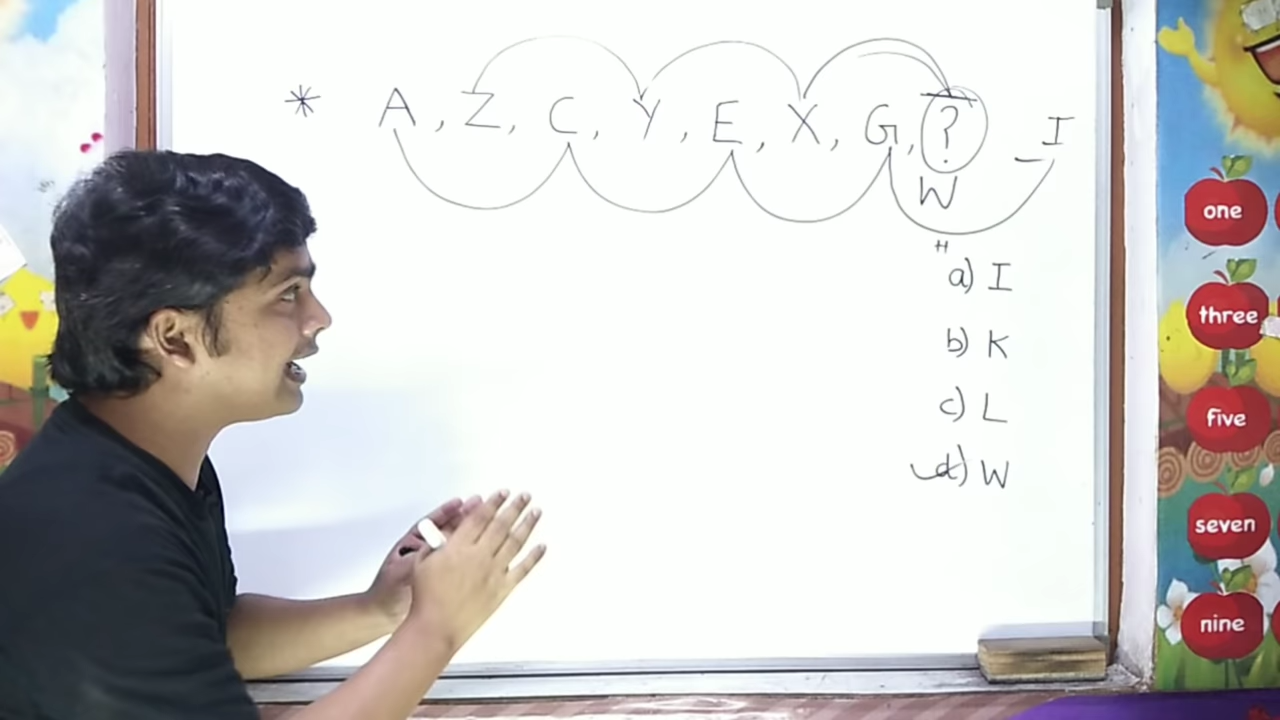 * A, Z, C, Y, E, X, G, ? _ I
W
H
a) I
b) K
c) L
d) W
one
three
five
seven
nine